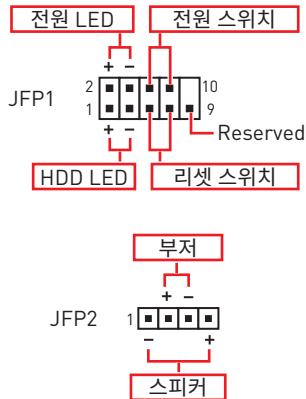 전원 LED 전원 스위치
+ −
2 10
JFP1
1 9
+ −
Reserved
HDD LED 리셋 스위치
부저
+ −
JFP2 1
− +
스피커